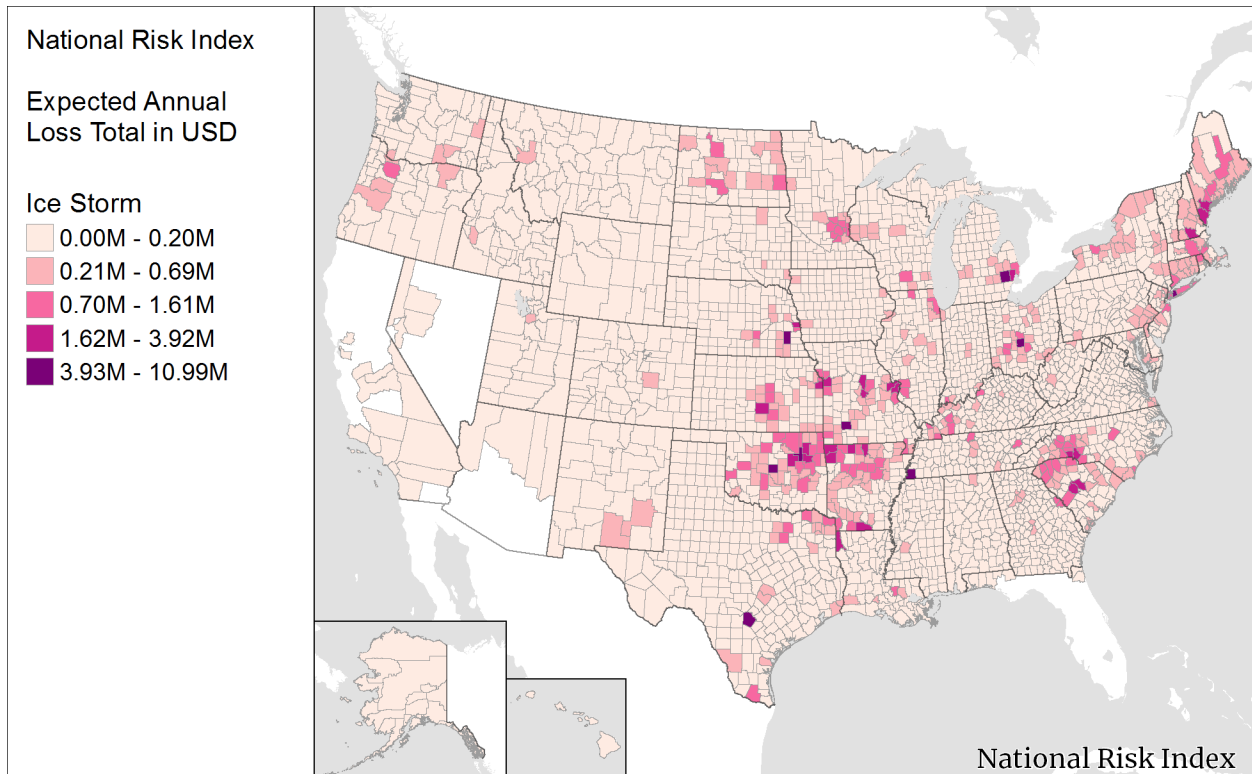 National Risk Index
Expected Annual
Loss Total in USD
Ice Storm
0.00M - 0.20M
0.21M - 0.69M
0.70M - 1.61M
1.62M - 3.92M
3.93M - 10.99M
National Risk Index